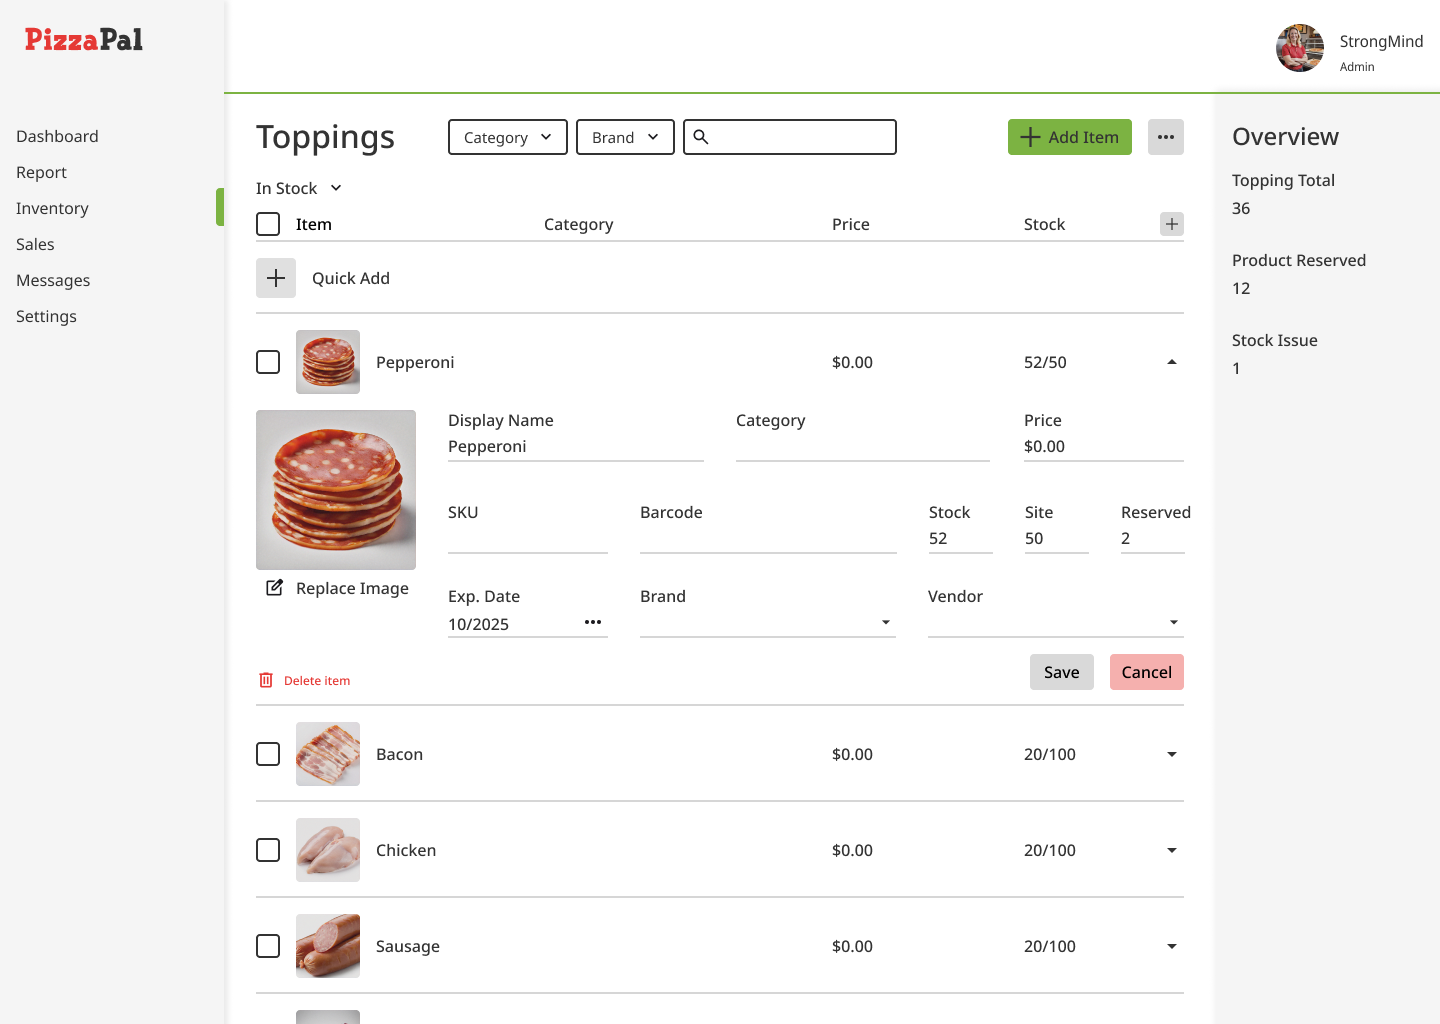 PizzaPal
StrongMind
Admin
Dashboard
Report
Inventory
Sales
Messages
Settings
Toppings
Category
Brand
Add Item
In Stock
Item Category Price Stock
Quick Add
Pepperoni $0.00 52/50
Display Name Category Price
Pepperoni $0.00
SKU Barcode Stock Site Reserved
52 50 2
Replace Image
Exp. Date Brand Vendor
10/2025
Delete item
Save
Cancel
Bacon $0.00 20/100
Chicken $0.00 20/100
Sausage $0.00 20/100
Overview
Topping Total
36
Product Reserved
12
Stock Issue
1